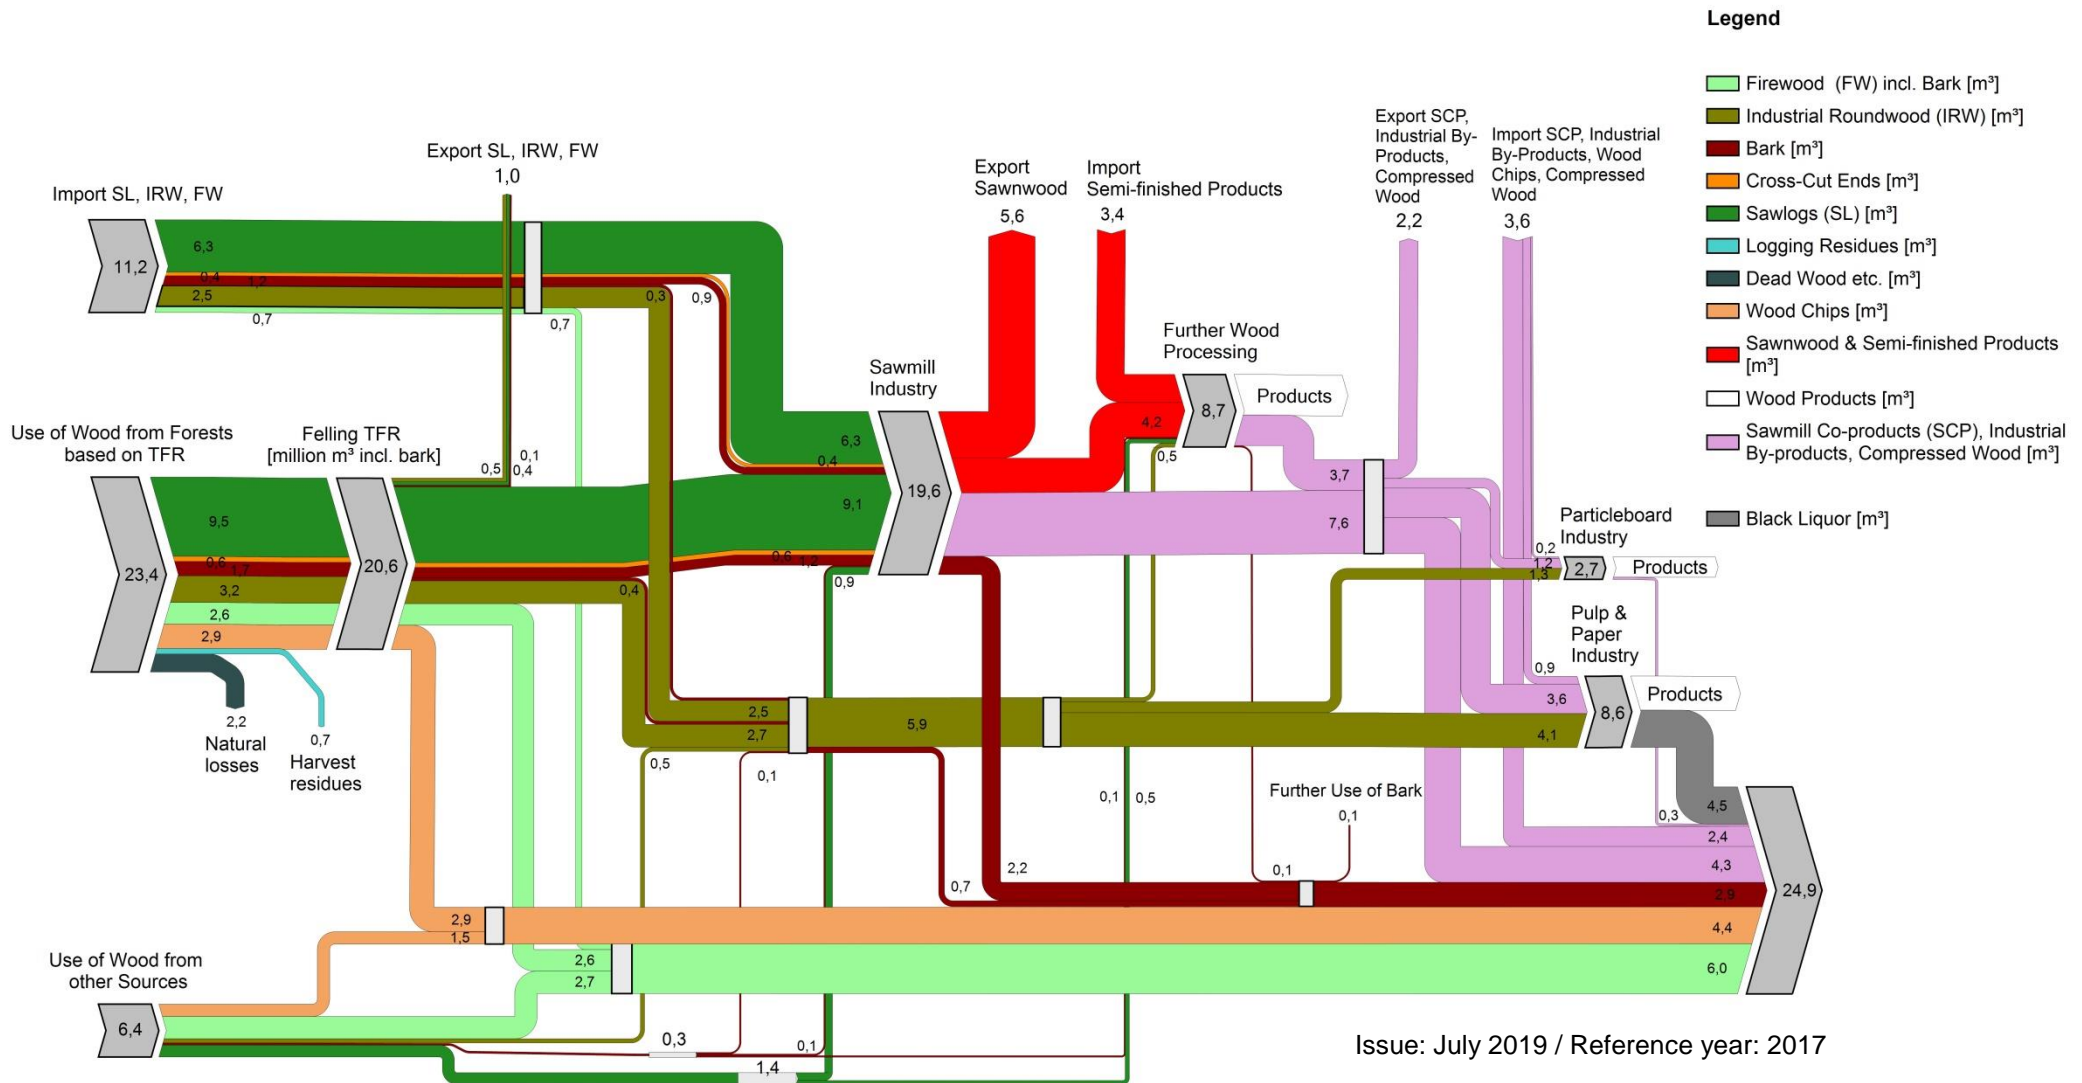 Legend
Firewood  (FW) incl. Bark [m³]
Industrial Roundwood (IRW) [m³]
Bark [m³]
Cross-Cut Ends [m³]
Sawlogs (SL) [m³]
Logging Residues [m³]
Dead Wood etc. [m³]
Wood Chips [m³]
Sawnwood & Semi-finished Products
[m³]
Wood Products [m³]
Sawmill Co-products (SCP), Industrial
By-products, Compressed Wood [m³]
Black Liquor [m³]
Export SCP,
Industrial By-
Products,
Compressed
Wood
2,2
Import SCP, Industrial
By-Products, Wood
Chips, Compressed
Wood
3,6
Export SL, IRW, FW
1,0
Export
Sawnwood
5,6
Import
Semi-finished Products
3,4
Import SL, IRW, FW
11,2
6,3
0,4
1,2
2,5
0,7
0,7
0,3
0,9
Further Wood
Processing
8,7
Products
4,2
0,5
Sawmill
Industry
19,6
6,3
0,4
9,1
0,6
1,2
0,9
3,7
7,6
Use of Wood from Forests
based on TFR
23,4
Felling TFR
[million m³ incl. bark]
20,6
0,5
0,1
0,4
9,5
0,6
1,7
3,2
2,6
2,9
0,4
2,2
Natural
losses
0,7
Harvest
residues
Particleboard
Industry
2,7
Products
0,2
1,2
1,3
Pulp &
Paper
Industry
8,6
Products
0,9
3,6
4,1
2,5
2,7
5,9
0,5
0,1
0,1
0,5
Further Use of Bark
0,1
0,1
0,3
4,5
2,4
4,3
2,9
4,4
6,0
24,9
2,2
0,7
2,9
1,5
2,6
2,7
Use of Wood from
other Sources
6,4
0,3
0,1
1,4
Issue: July 2019 / Reference year: 2017